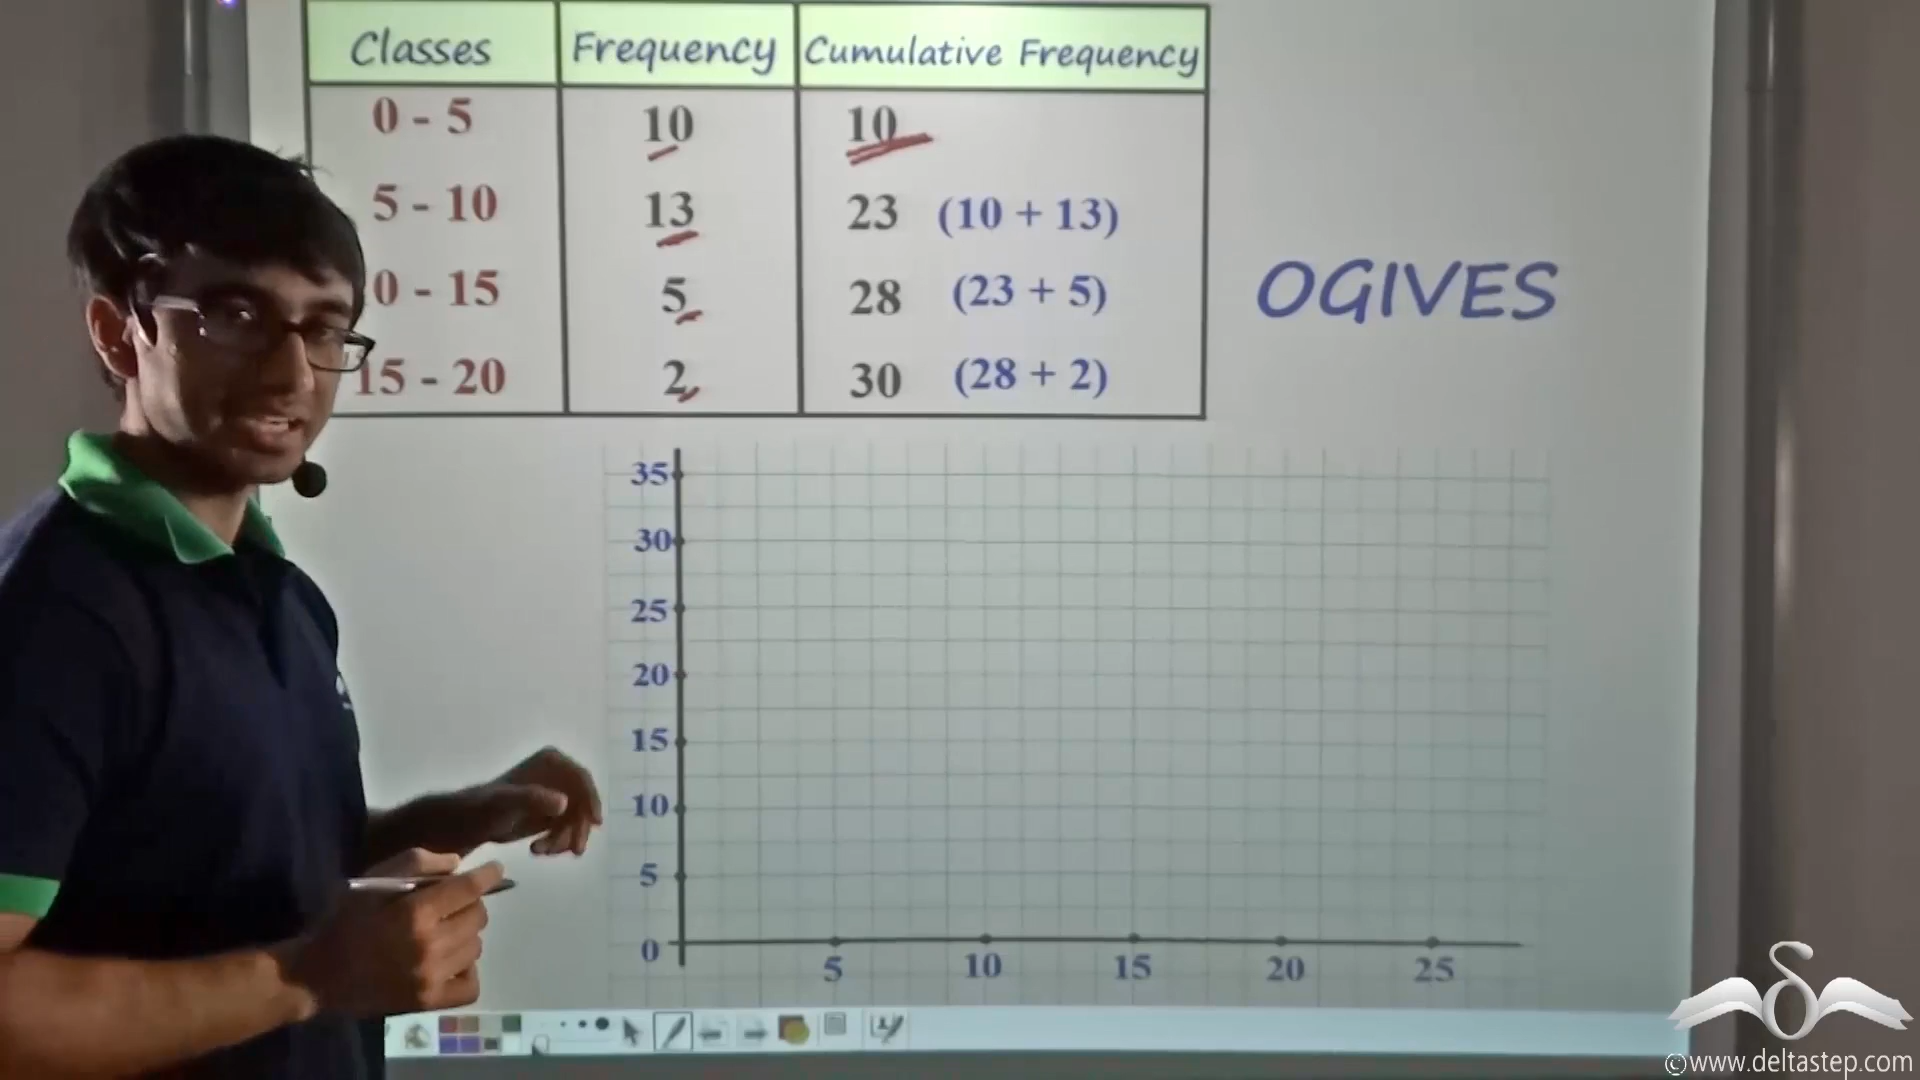 Classes Frequency Cumulative Frequency
0 - 5 10 10
5 - 10 13 23 (10 + 13)
0 - 15 5 28 (23 + 5)
15 - 20 2 30 (28 + 2)
OGIVES
35
30
25
20
15
10
5
0
5 10 15 20 25
©www.deltastep.com